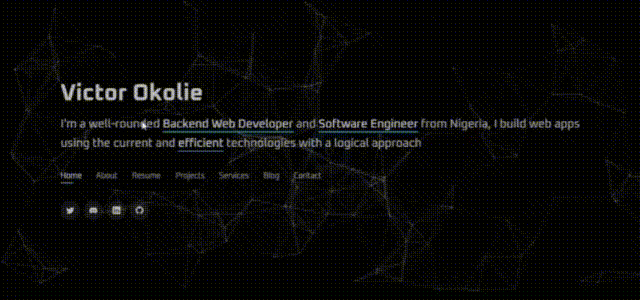 Victor Okolie
I'm a well-rounded Backend Web Developer and Software Engineer from Nigeria, I build web apps
using the current and efficient technologies with a logical approach
Home About Resume Projects Services Blog Contact